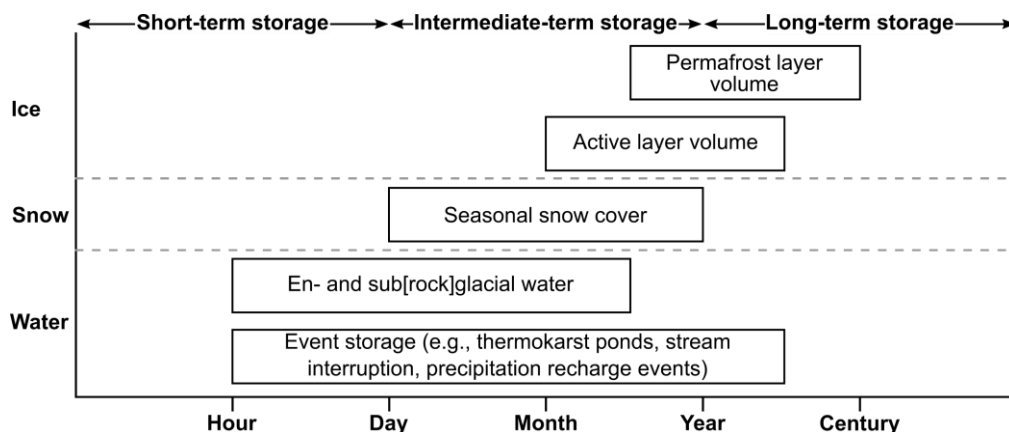 Short-term storage Intermediate-term storage Long-term storage
Permafrost layer
volume
Ice
Active layer volume
Snow
Seasonal snow cover
En- and sub[rock]glacial water
Water
Event storage (e.g., thermokarst ponds, stream
interruption, precipitation recharge events)
Hour Day Month Year Century